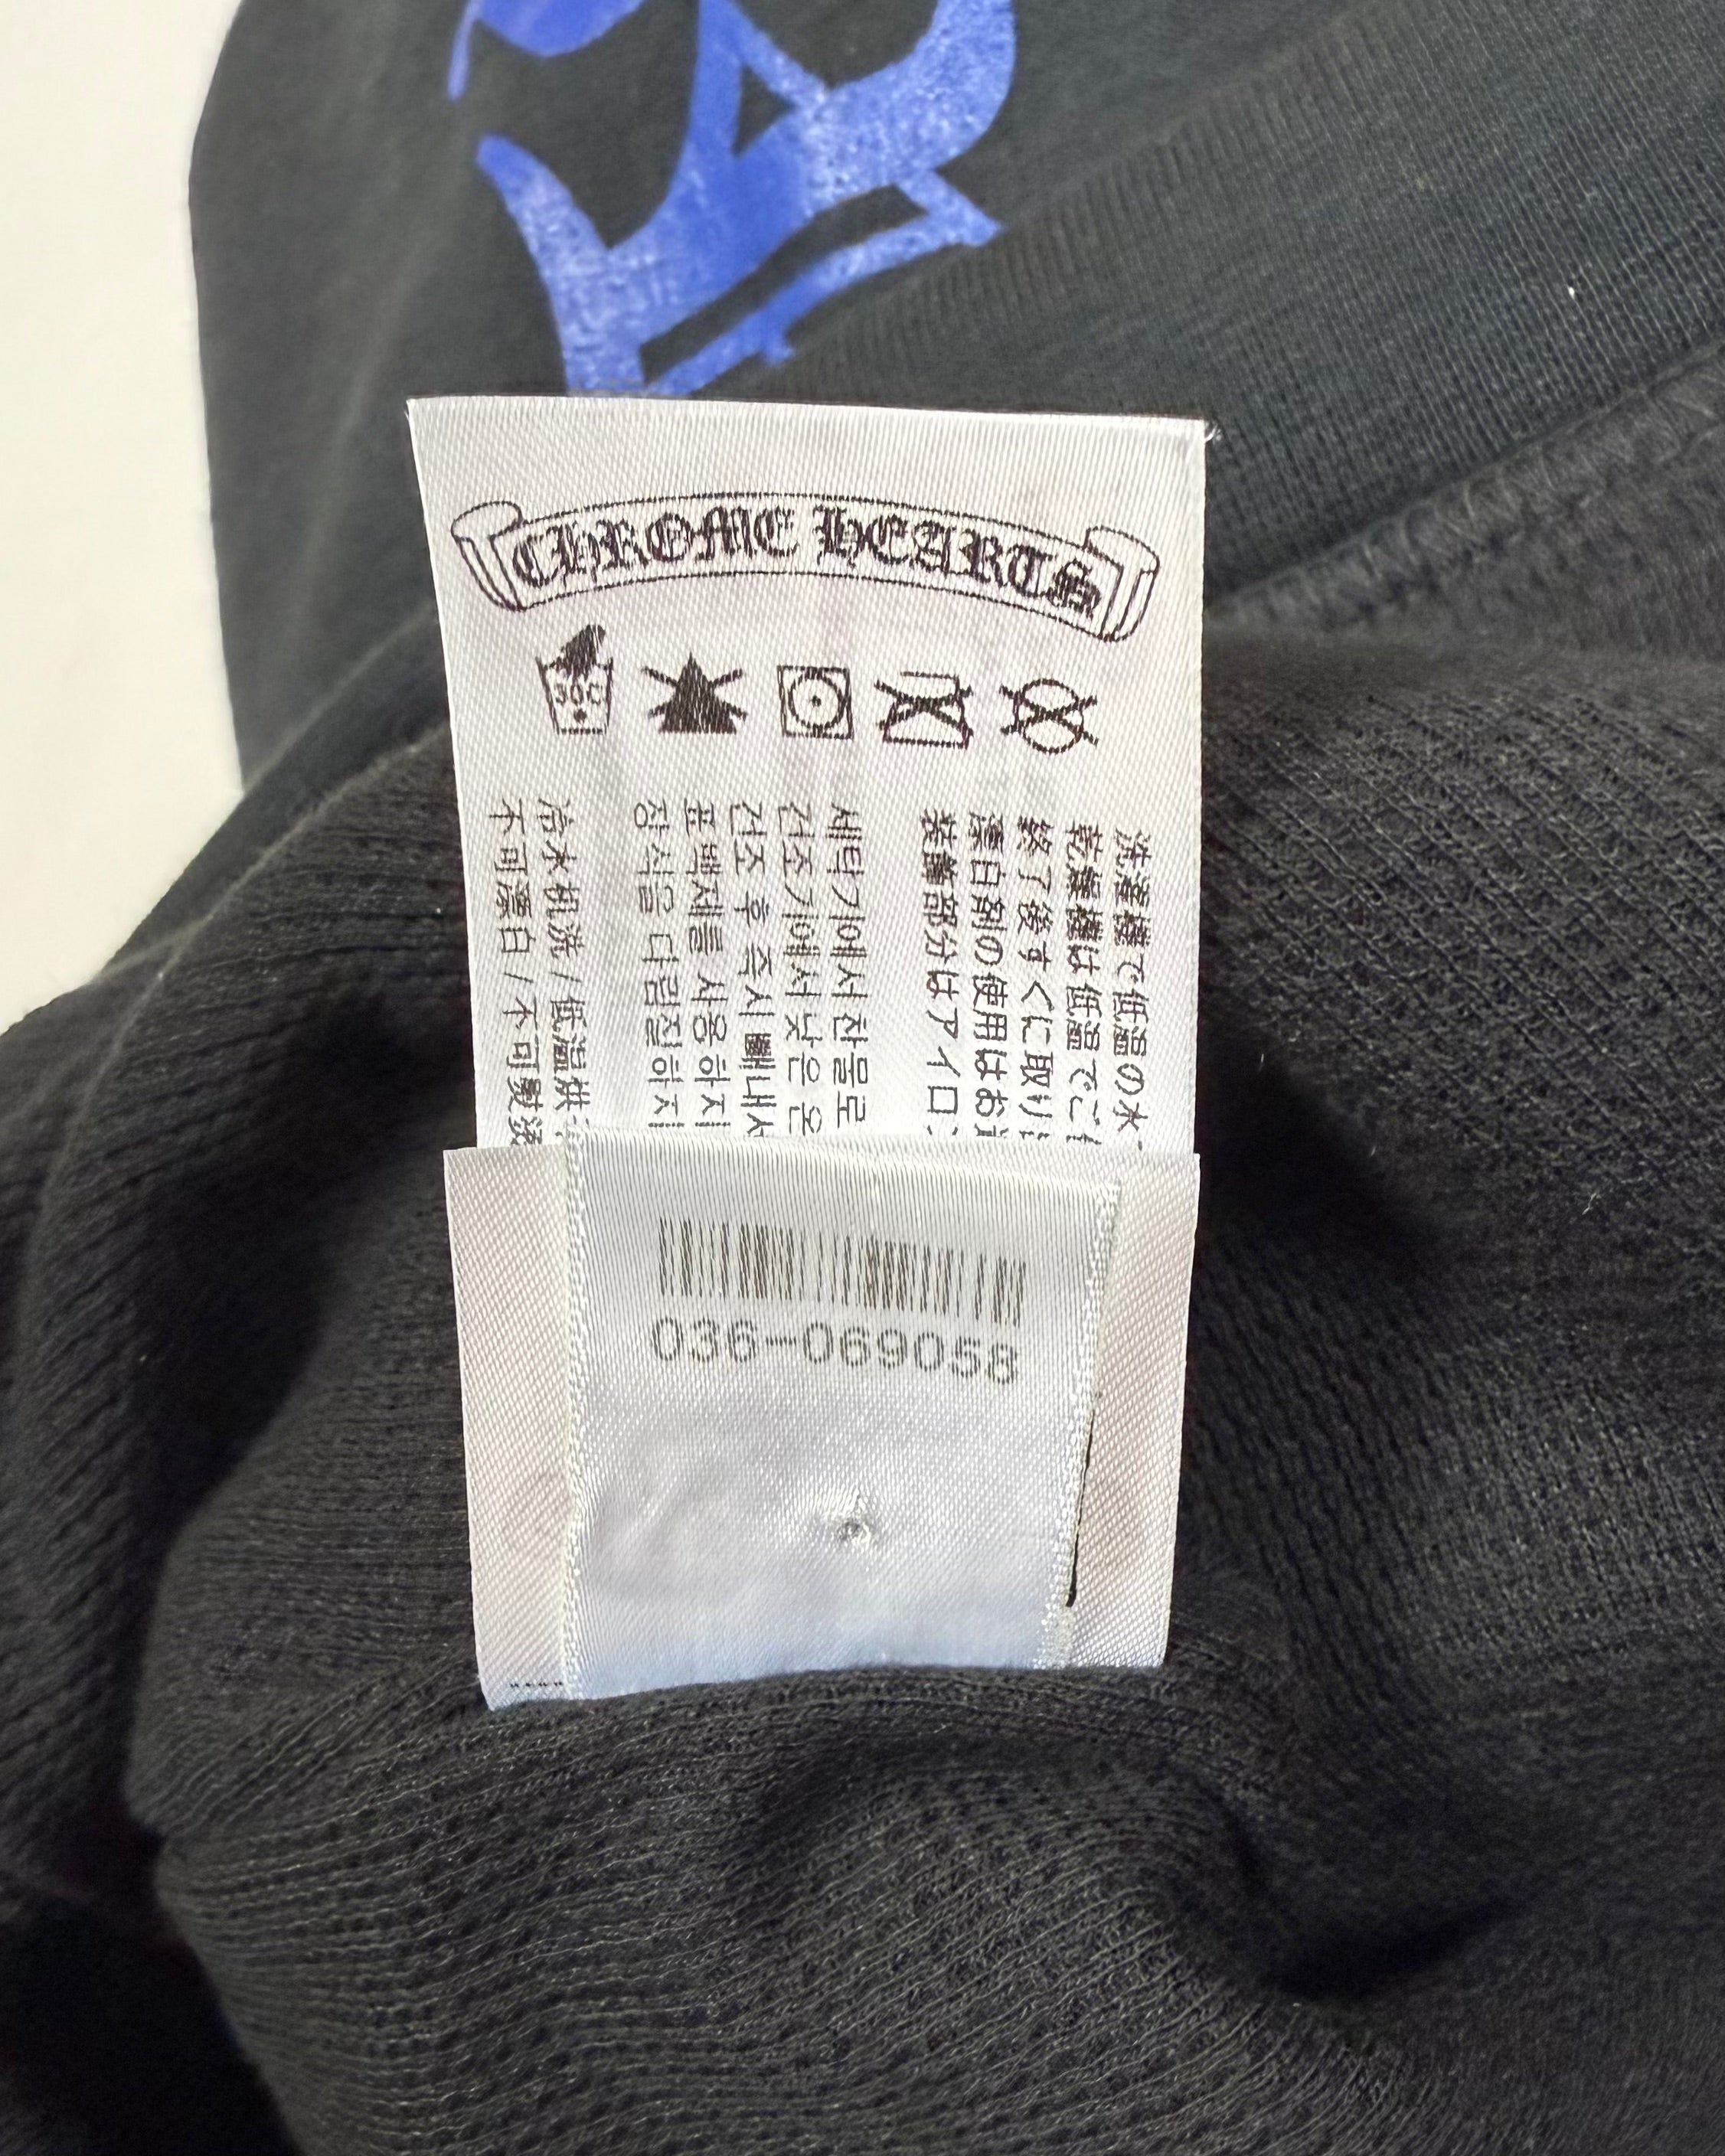 CHROME HEARTS
30C
洗濯機で低温の水
乾燥機は低温でご
終了後すぐに取り
漂白剤の使用はお
装飾部分はアイロ
세탁기에서 찬물로
건조기에서 낮은 온
건조 후 즉시 빼내서
표백제를 사용하지
장식을 다림질하지
冷水机洗 / 低温烘
不可漂白 / 不可熨烫
036-069058